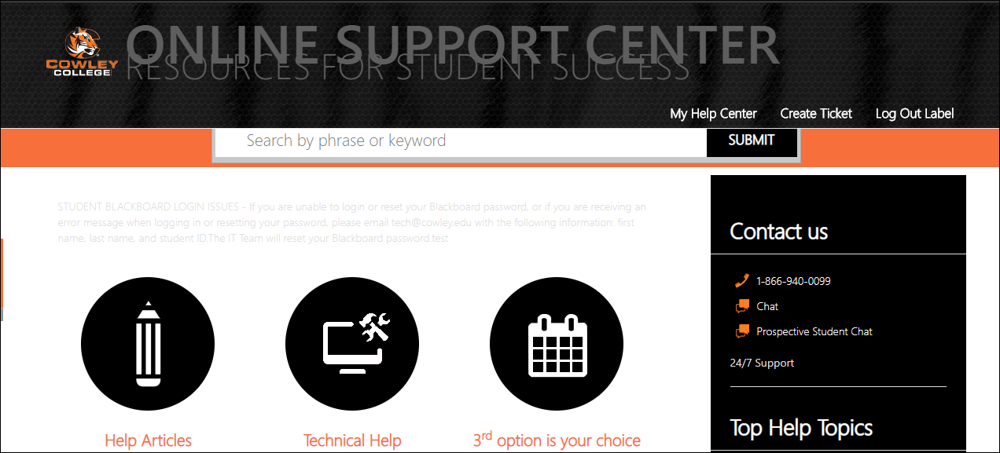 ONLINE SUPPORT CENTER
RESOURCES FOR STUDENT SUCCESS
COWLEY
COLLEGE
My Help Center
Create Ticket
Log Out Label
Search by phrase or keyword
SUBMIT
STUDENT BLACKBOARD LOGIN ISSUES - If you are unable to login or reset your Blackboard password, or if you are receiving an
error message when logging in or resetting your password, please email tech@cowley.edu with the following information: first
name, last name, and student ID.The IT Team will reset your Blackboard password.test
Help Articles
Technical Help
3rd option is your choice
Contact us
1-866-940-0099
Chat
Prospective Student Chat
24/7 Support
Top Help Topics